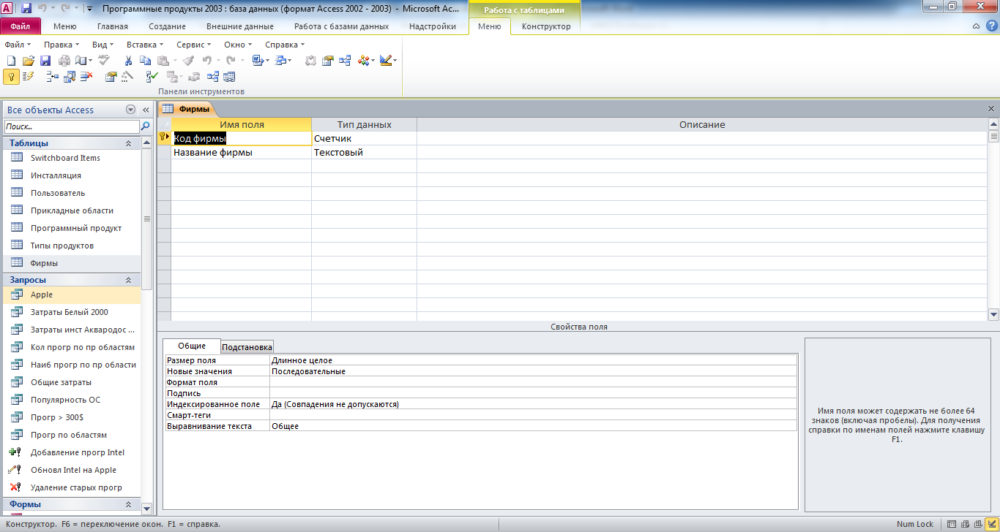 Программные продукты 2003 : база данных (формат Access 2002 - 2003) - Microsoft Ac...
Работа с таблицами
Файл Меню Главная Создание Внешние данные Работа с базами данных Надстройки Меню Конструктор
Файл Правка Вид Вставка Сервис Окно Справка
Панели инструментов
Все объекты Access
Поиск...
Таблицы
Switchboard Items
Инсталляция
Пользователь
Прикладные области
Программный продукт
Типы продуктов
Фирмы
Запросы
Apple
Затраты Белый 2000
Затраты инст Аквародос ...
Кол прогр по пр областям
Наиб прогр по пр области
Общие затраты
Популярность ОС
Прогр > 300$
Прогр по областям
Добавление прогр Intel
Обновл Intel на Apple
Удаление старых прогр
Формы
Фирмы
Имя поля Тип данных Описание
Код фирмы Счетчик
Название фирмы Текстовый
Свойства поля
Общие Подстановка
Размер поля Длинное целое
Новые значения Последовательные
Формат поля
Подпись
Индексированное поле Да (Совпадения не допускаются)
Смарт-теги
Выравнивание текста Общее
Имя поля может содержать не более 64
знаков (включая пробелы). Для получения
справки по именам полей нажмите клавишу
F1.
Конструктор. F6 = переключение окон. F1 = справка.
Num Lock